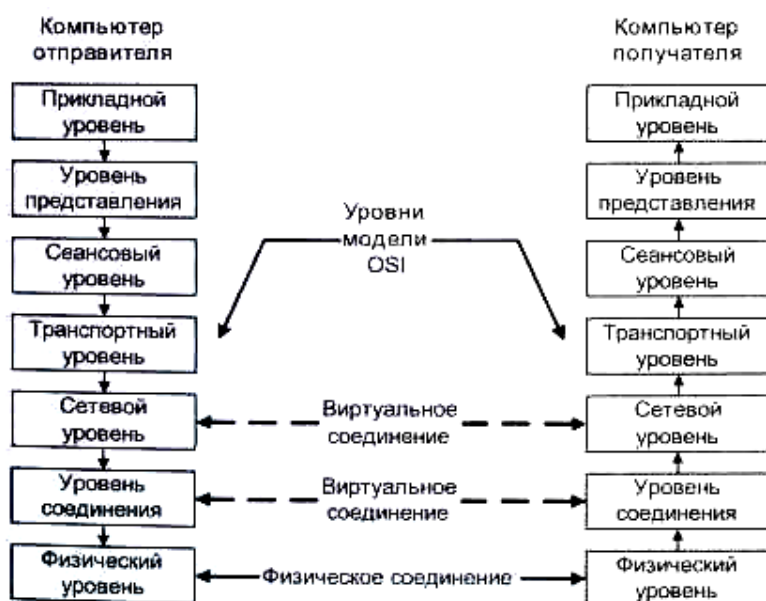 Компьютер
отправителя
Прикладной
уровень
Уровень
представления
Сеансовый
уровень
Транспортный
уровень
Сетевой
уровень
Уровень
соединения
Физический
уровень
Уровни
модели
OSI
Виртуальное
соединение
Виртуальное
соединение
Физическое соединение
Компьютер
получателя
Прикладной
уровень
Уровень
представления
Сеансовый
уровень
Транспортный
уровень
Сетевой
уровень
Уровень
соединения
Физический
уровень